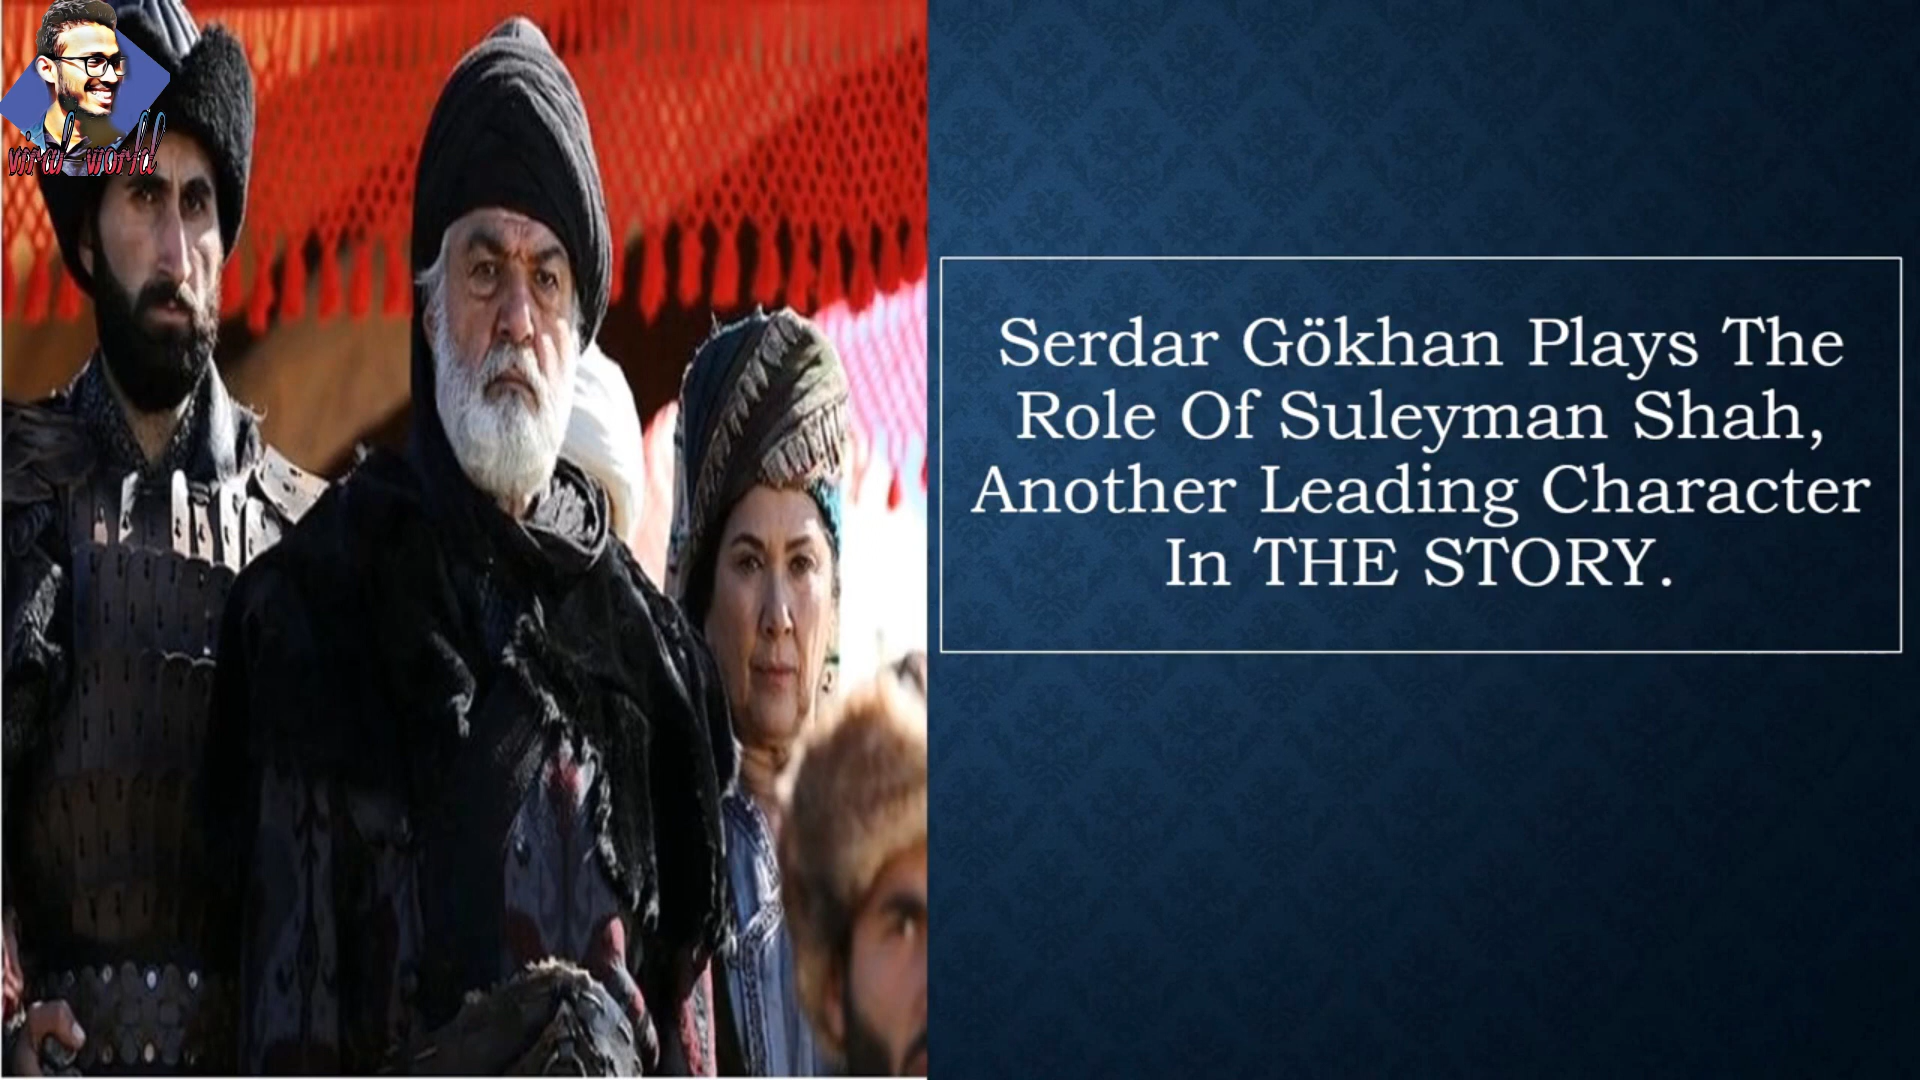 viral world
Serdar Gökhan Plays The
Role Of Suleyman Shah,
Another Leading Character
In THE STORY.